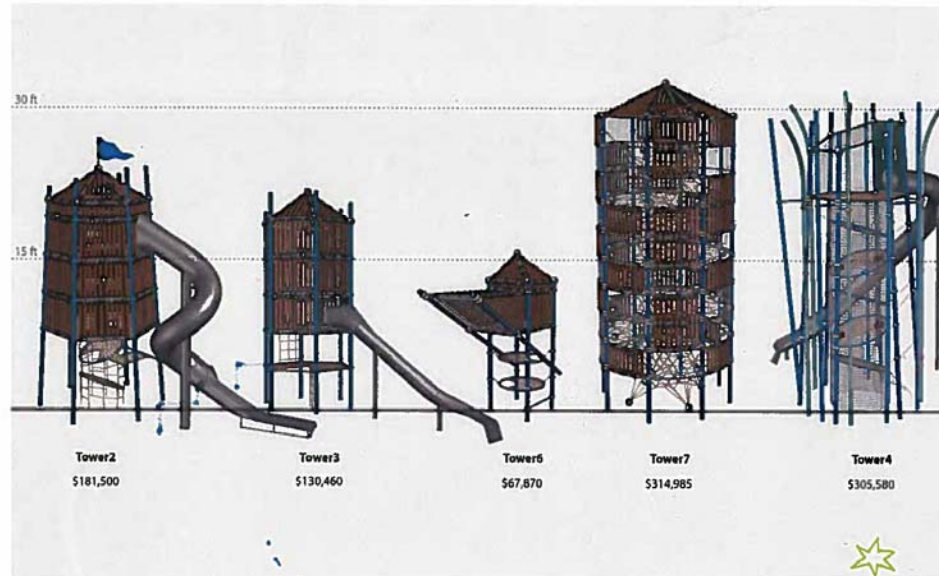 30 ft
15 ft
Tower2
$181,500
Tower3
$130,460
Tower6
$67,870
Tower7
$314,985
Tower4
$305,580